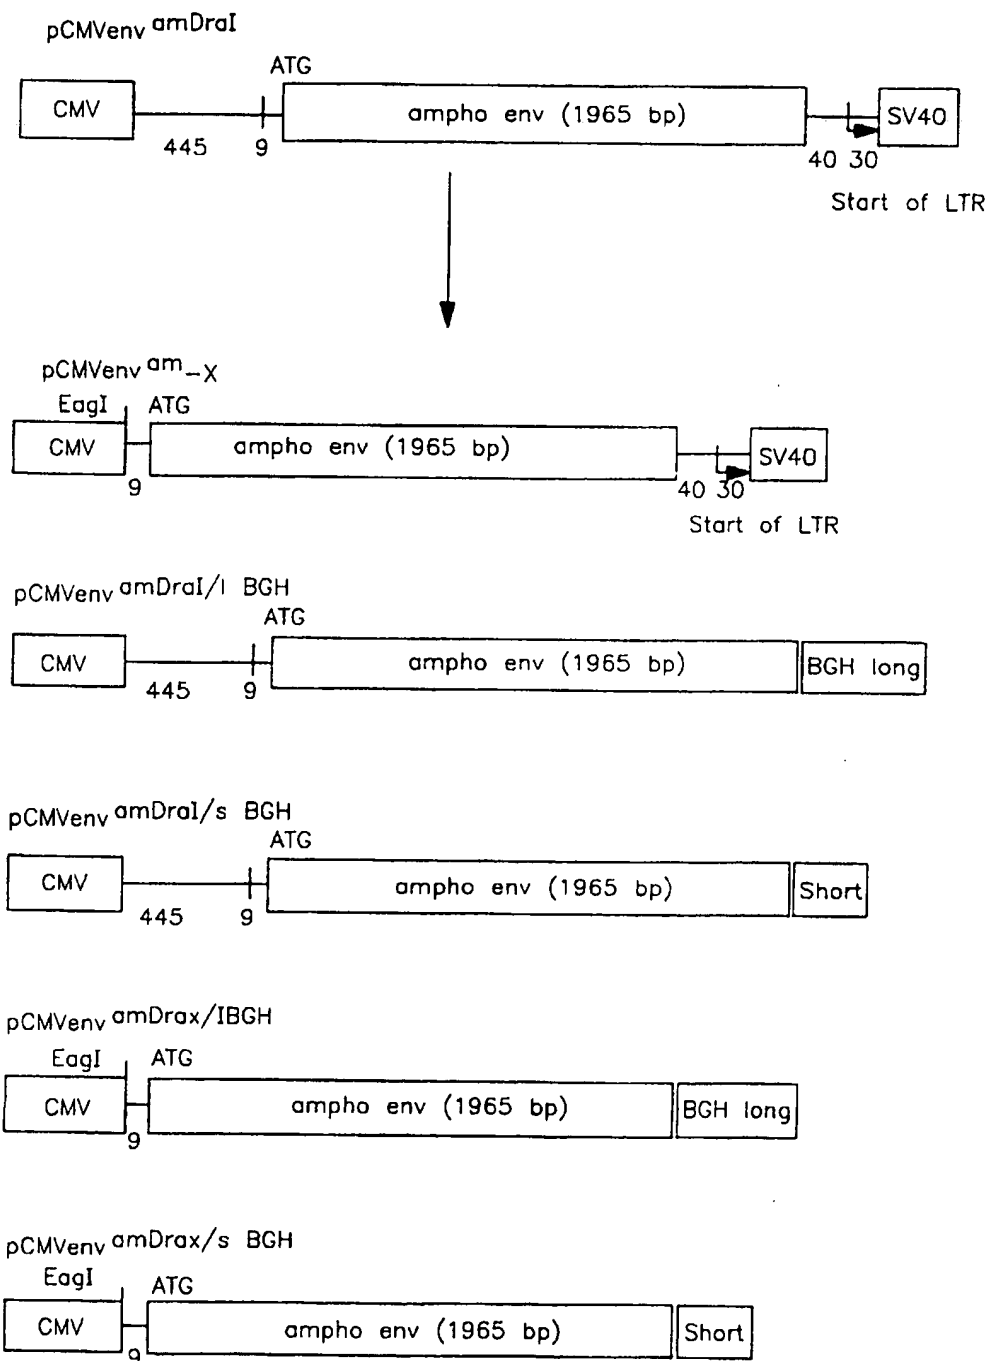 pCMVenv amDraI
ATG
CMV
ampho env (1965 bp)
SV40
445
9
40 30
Start of LTR
pCMVenv am-X
EagI
ATG
CMV
ampho env (1965 bp)
SV40
9
40 30
Start of LTR
pCMVenv amDraI/l BGH
ATG
CMV
ampho env (1965 bp)
BGH long
445
9
pCMVenv amDraI/s BGH
ATG
CMV
ampho env (1965 bp)
Short
445
9
pCMVenv amDrax/IBGH
EagI
ATG
CMV
ampho env (1965 bp)
BGH long
9
pCMVenv amDrax/s BGH
EagI
ATG
CMV
ampho env (1965 bp)
Short
9